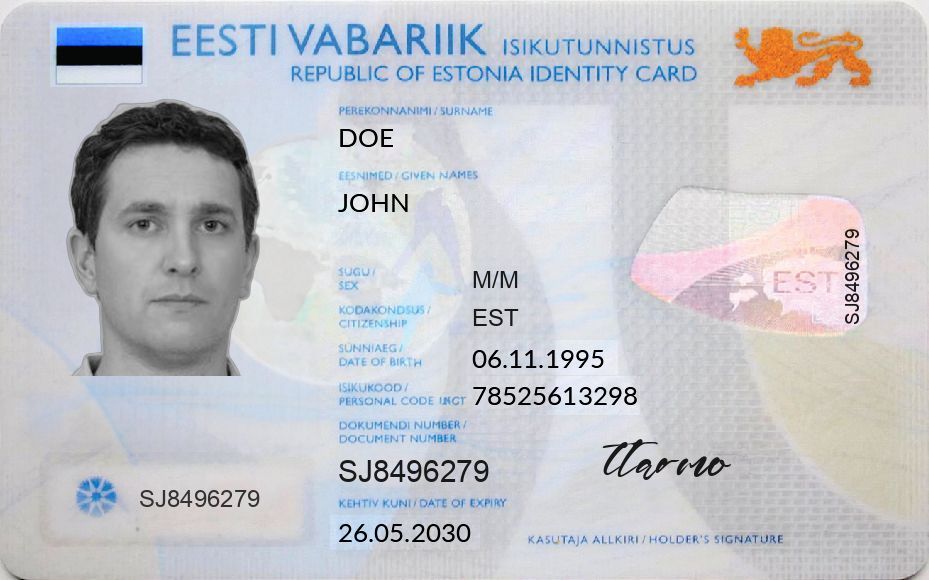 EESTI VABARIIK ISIKUTUNNISTUS
REPUBLIC OF ESTONIA IDENTITY CARD
PEREKONNANIMI / SURNAME
DOE
EESNIMED / GIVEN NAMES
JOHN
SUGU /
SEX
M/M
KODAKONDSUS /
CITIZENSHIP
EST
SÜNNIAEG /
DATE OF BIRTH
06.11.1995
ISIKUKOOD /
PERSONAL CODE
78525613298
DOKUMENDI NUMBER /
DOCUMENT NUMBER
SJ8496279
KEHTIV KUNI / DATE OF EXPIRY
26.05.2030
SJ8496279
EST
SJ8496279
KASUTAJA ALLKIRI / HOLDER'S SIGNATURE